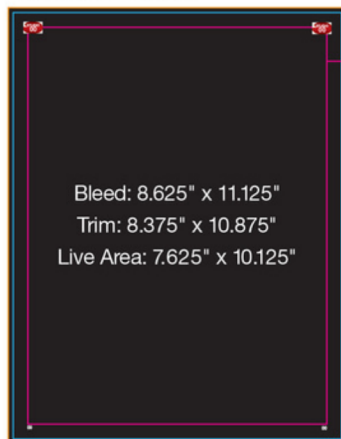 Bleed: 8.625" x 11.125"
Trim: 8.375" x 10.875"
Live Area: 7.625" x 10.125"